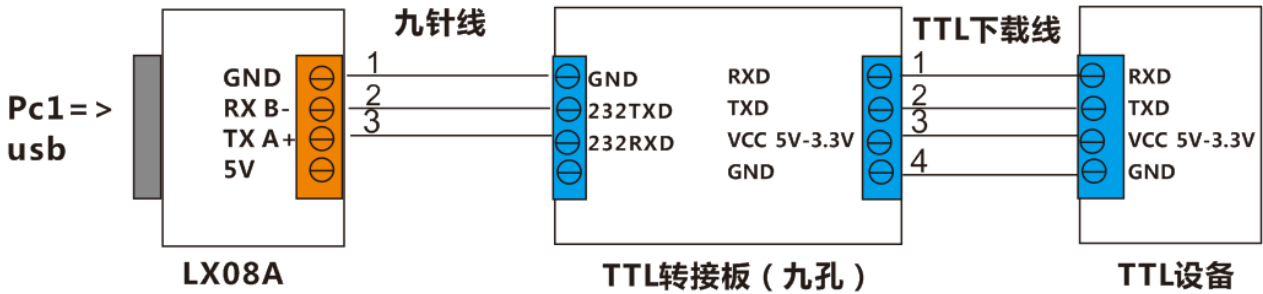 九针线
TTL下载线
Pc1=>
usb
GND
RX B-
TX A+
5V
1
2
3
GND
232TXD
232RXD
RXD
TXD
VCC 5V-3.3V
GND
1
2
3
4
RXD
TXD
VCC 5V-3.3V
GND
LX08A
TTL转接板（九孔）
TTL设备